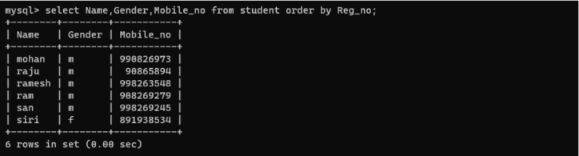 mysql> select Name,Gender,Mobile_no from student order by Reg_no;
+--------+--------+-----------+
| Name   | Gender | Mobile_no |
+--------+--------+-----------+
| mohan  | m      | 990826973 |
| raju   | m      |  90865894 |
| ramesh | m      | 998263548 |
| ram    | m      | 908269279 |
| san    | m      | 998269245 |
| siri   | f      | 891938534 |
+--------+--------+-----------+
6 rows in set (0.00 sec)